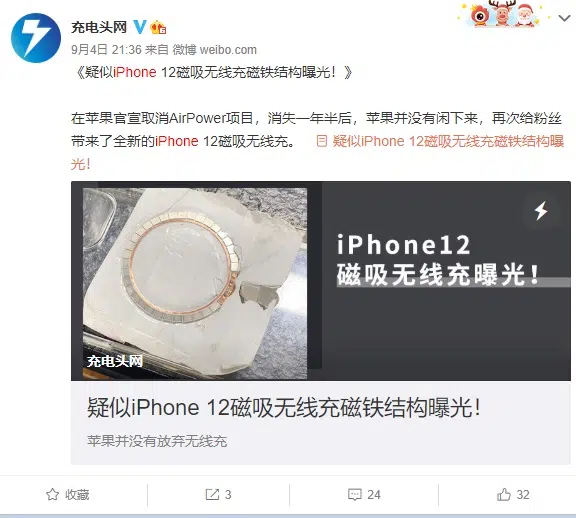 充电头网
9月4日 21:36 来自 微博 weibo.com
《疑似iPhone 12磁吸无线充磁铁结构曝光！》
在苹果官宣取消AirPower项目，消失一年半后，苹果并没有闲下来，再次给粉丝
带来了全新的iPhone 12磁吸无线充。 疑似iPhone 12磁吸无线充磁铁结构曝
光！
iPhone12
磁吸无线充曝光！
充电头网
疑似iPhone 12磁吸无线充磁铁结构曝光！
苹果并没有放弃无线充
收藏 3 24 32